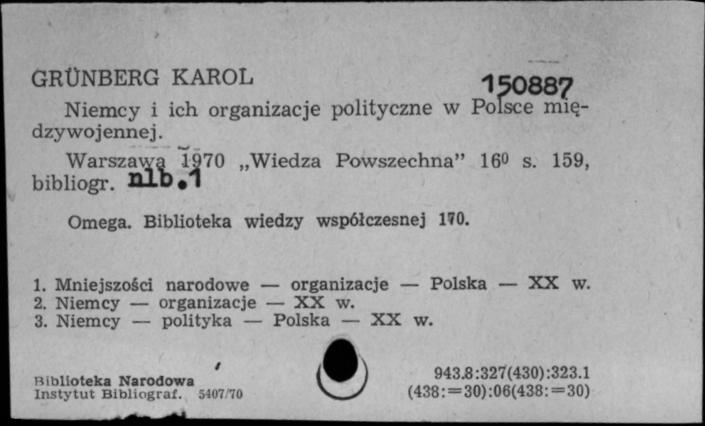 GRÜNBERG KAROL
150887
Niemcy i ich organizacje polityczne w Polsce mię-
dzywojennej.
Warszawa 1970 „Wiedza Powszechna” 16⁰ s. 159,
bibliogr. nlb.1
Omega. Biblioteka wiedzy współczesnej 170.
1. Mniejszości narodowe — organizacje — Polska — XX w.
2. Niemcy — organizacje — XX w.
3. Niemcy — polityka — Polska — XX w.
Biblioteka Narodowa
Instytut Bibliograf. 5407/70
943.8:327(430):323.1
(438:=30):06(438:=30)